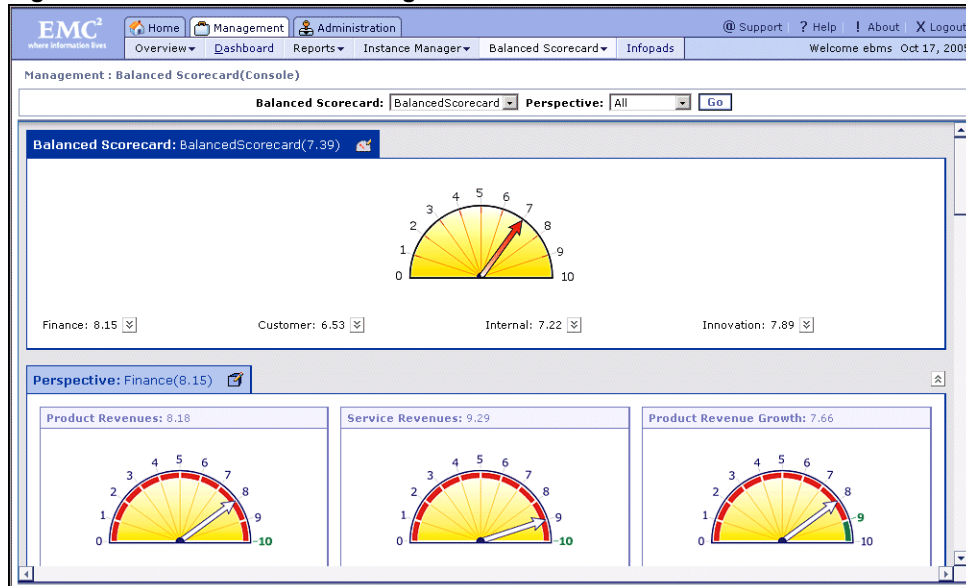 EMC²
where information lives
Home Management Administration
@ Support ? Help ! About X Logout
Overview Dashboard Reports Instance Manager Balanced Scorecard Infopads
Welcome ebms Oct 17, 2005
Management : Balanced Scorecard(Console)
Balanced Scorecard: BalancedScorecard Perspective: All Go
Balanced Scorecard: BalancedScorecard(7.39)
0 1 2 3 4 5 6 7 8 9 10
Finance: 8.15 Customer: 6.53 Internal: 7.22 Innovation: 7.89
Perspective: Finance(8.15)
Product Revenues: 8.18
0 1 2 3 4 5 6 7 8 9 10
Service Revenues: 9.29
0 1 2 3 4 5 6 7 8 9 10
Product Revenue Growth: 7.66
0 1 2 3 4 5 6 7 8 9 10